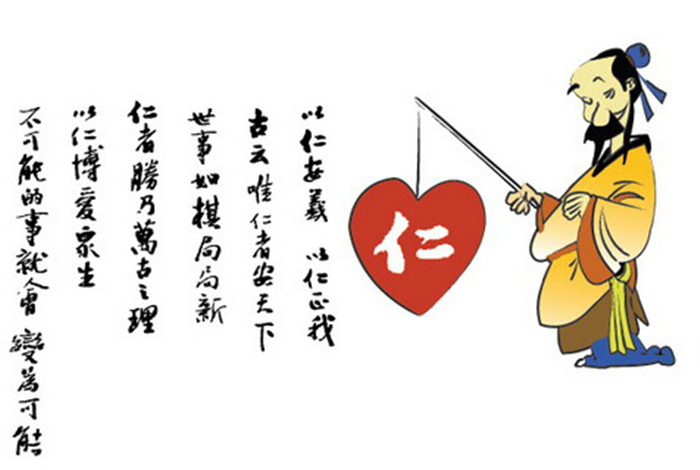 以仁安義 以仁正我
古云唯仁者安天下
世事如棋局局新
仁者勝乃萬古之理
以仁博愛眾生
不可能的事就會 變為可能
仁